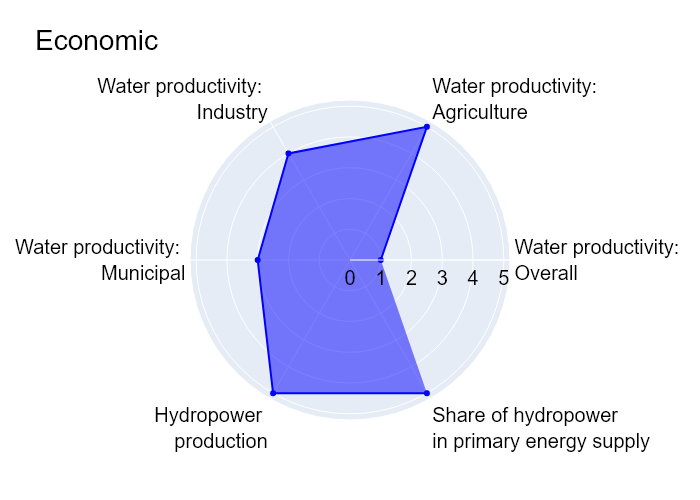 Economic
Water productivity:
Industry
Water productivity:
Agriculture
Water productivity:
Municipal
Water productivity:
Overall
0 1 2 3 4 5
Hydropower
production
Share of hydropower
in primary energy supply